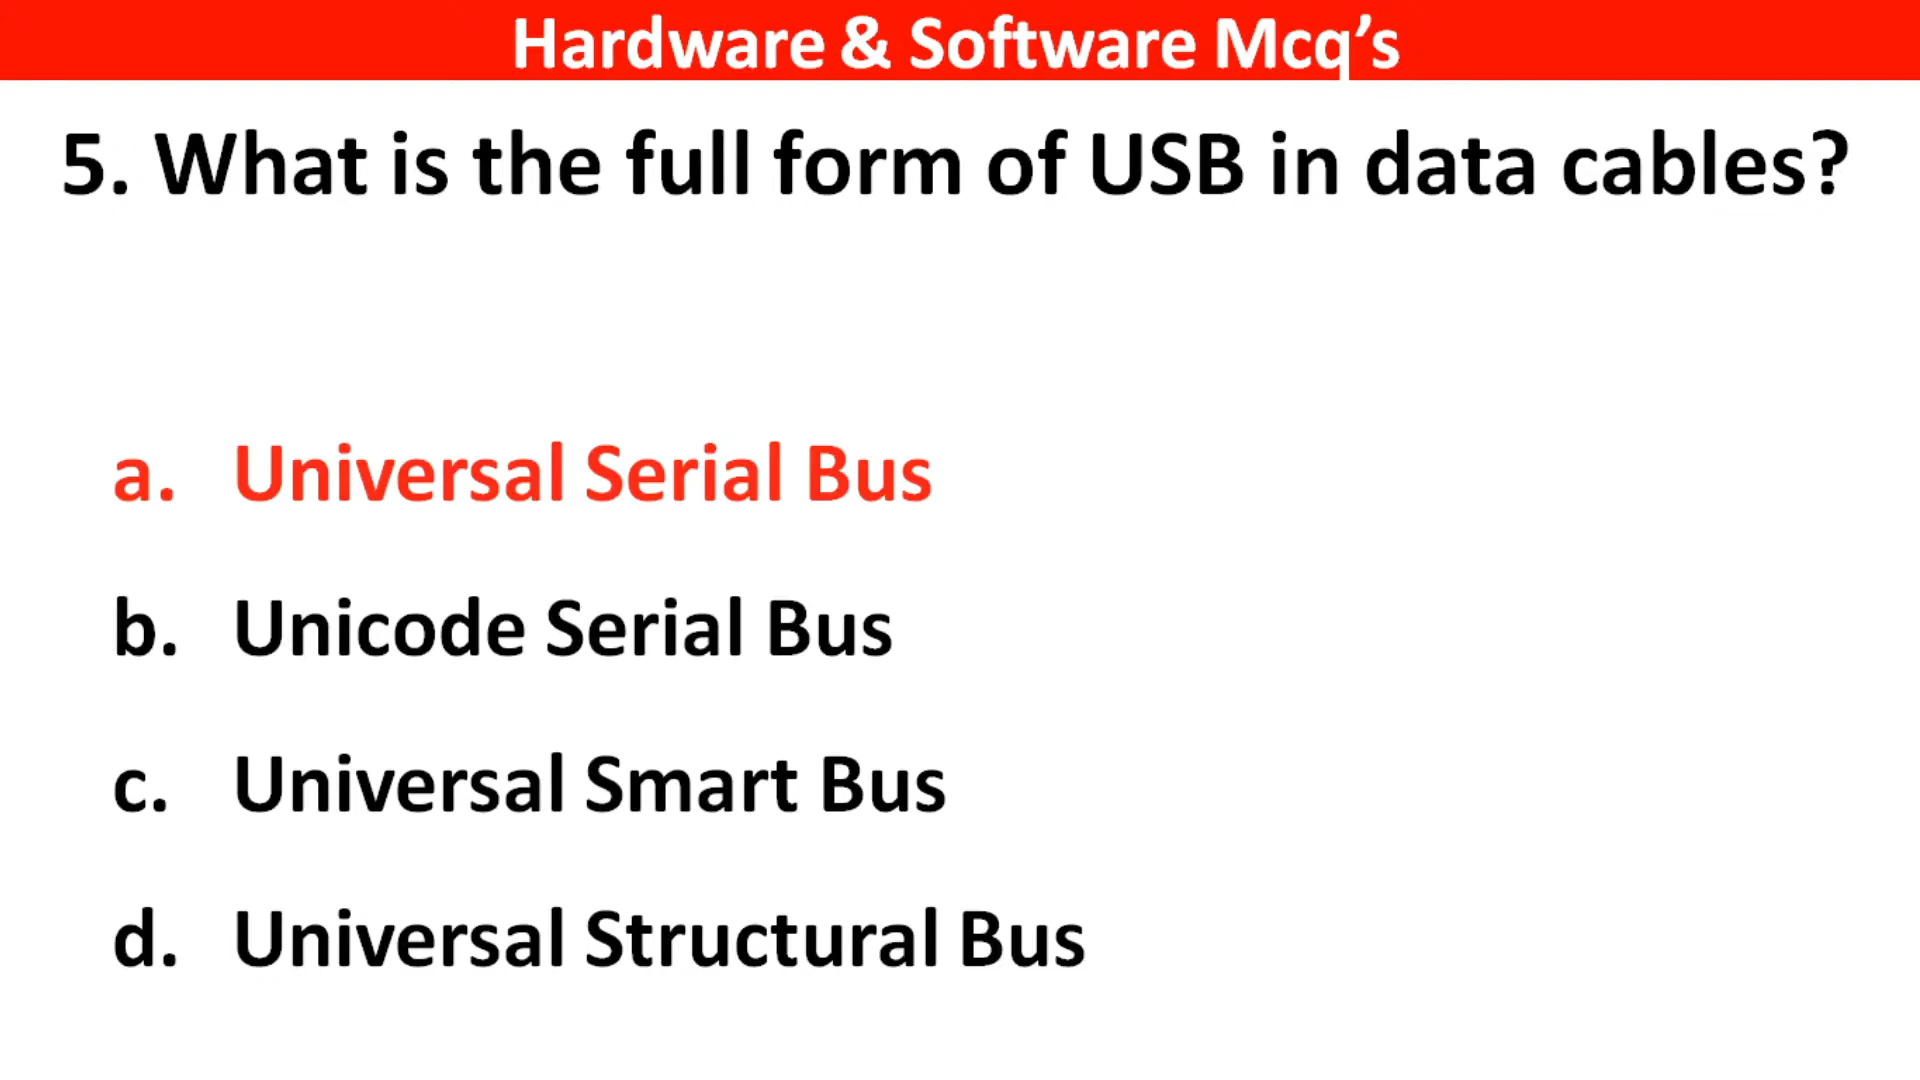 Hardware & Software Mcq’s
5. What is the full form of USB in data cables?
a. Universal Serial Bus
b. Unicode Serial Bus
c. Universal Smart Bus
d. Universal Structural Bus